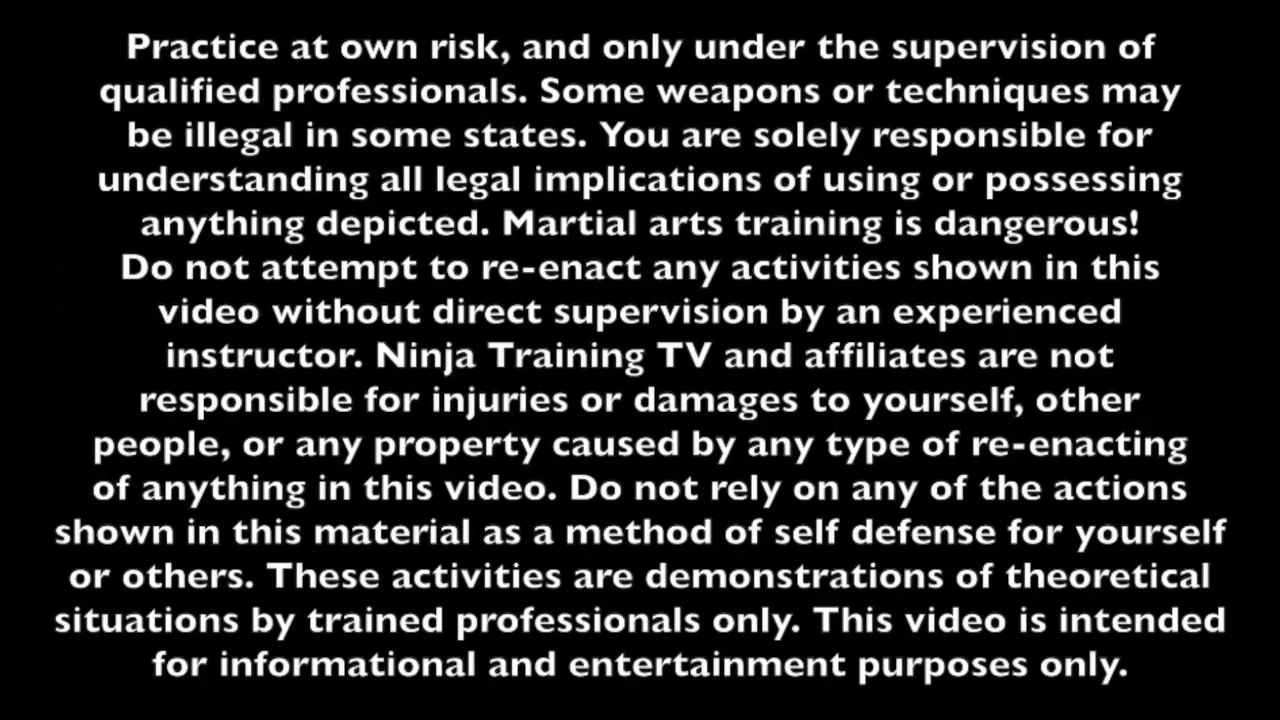 Practice at own risk, and only under the supervision of
qualified professionals. Some weapons or techniques may
be illegal in some states. You are solely responsible for
understanding all legal implications of using or possessing
anything depicted. Martial arts training is dangerous!
Do not attempt to re-enact any activities shown in this
video without direct supervision by an experienced
instructor. Ninja Training TV and affiliates are not
responsible for injuries or damages to yourself, other
people, or any property caused by any type of re-enacting
of anything in this video. Do not rely on any of the actions
shown in this material as a method of self defense for yourself
or others. These activities are demonstrations of theoretical
situations by trained professionals only. This video is intended
for informational and entertainment purposes only.